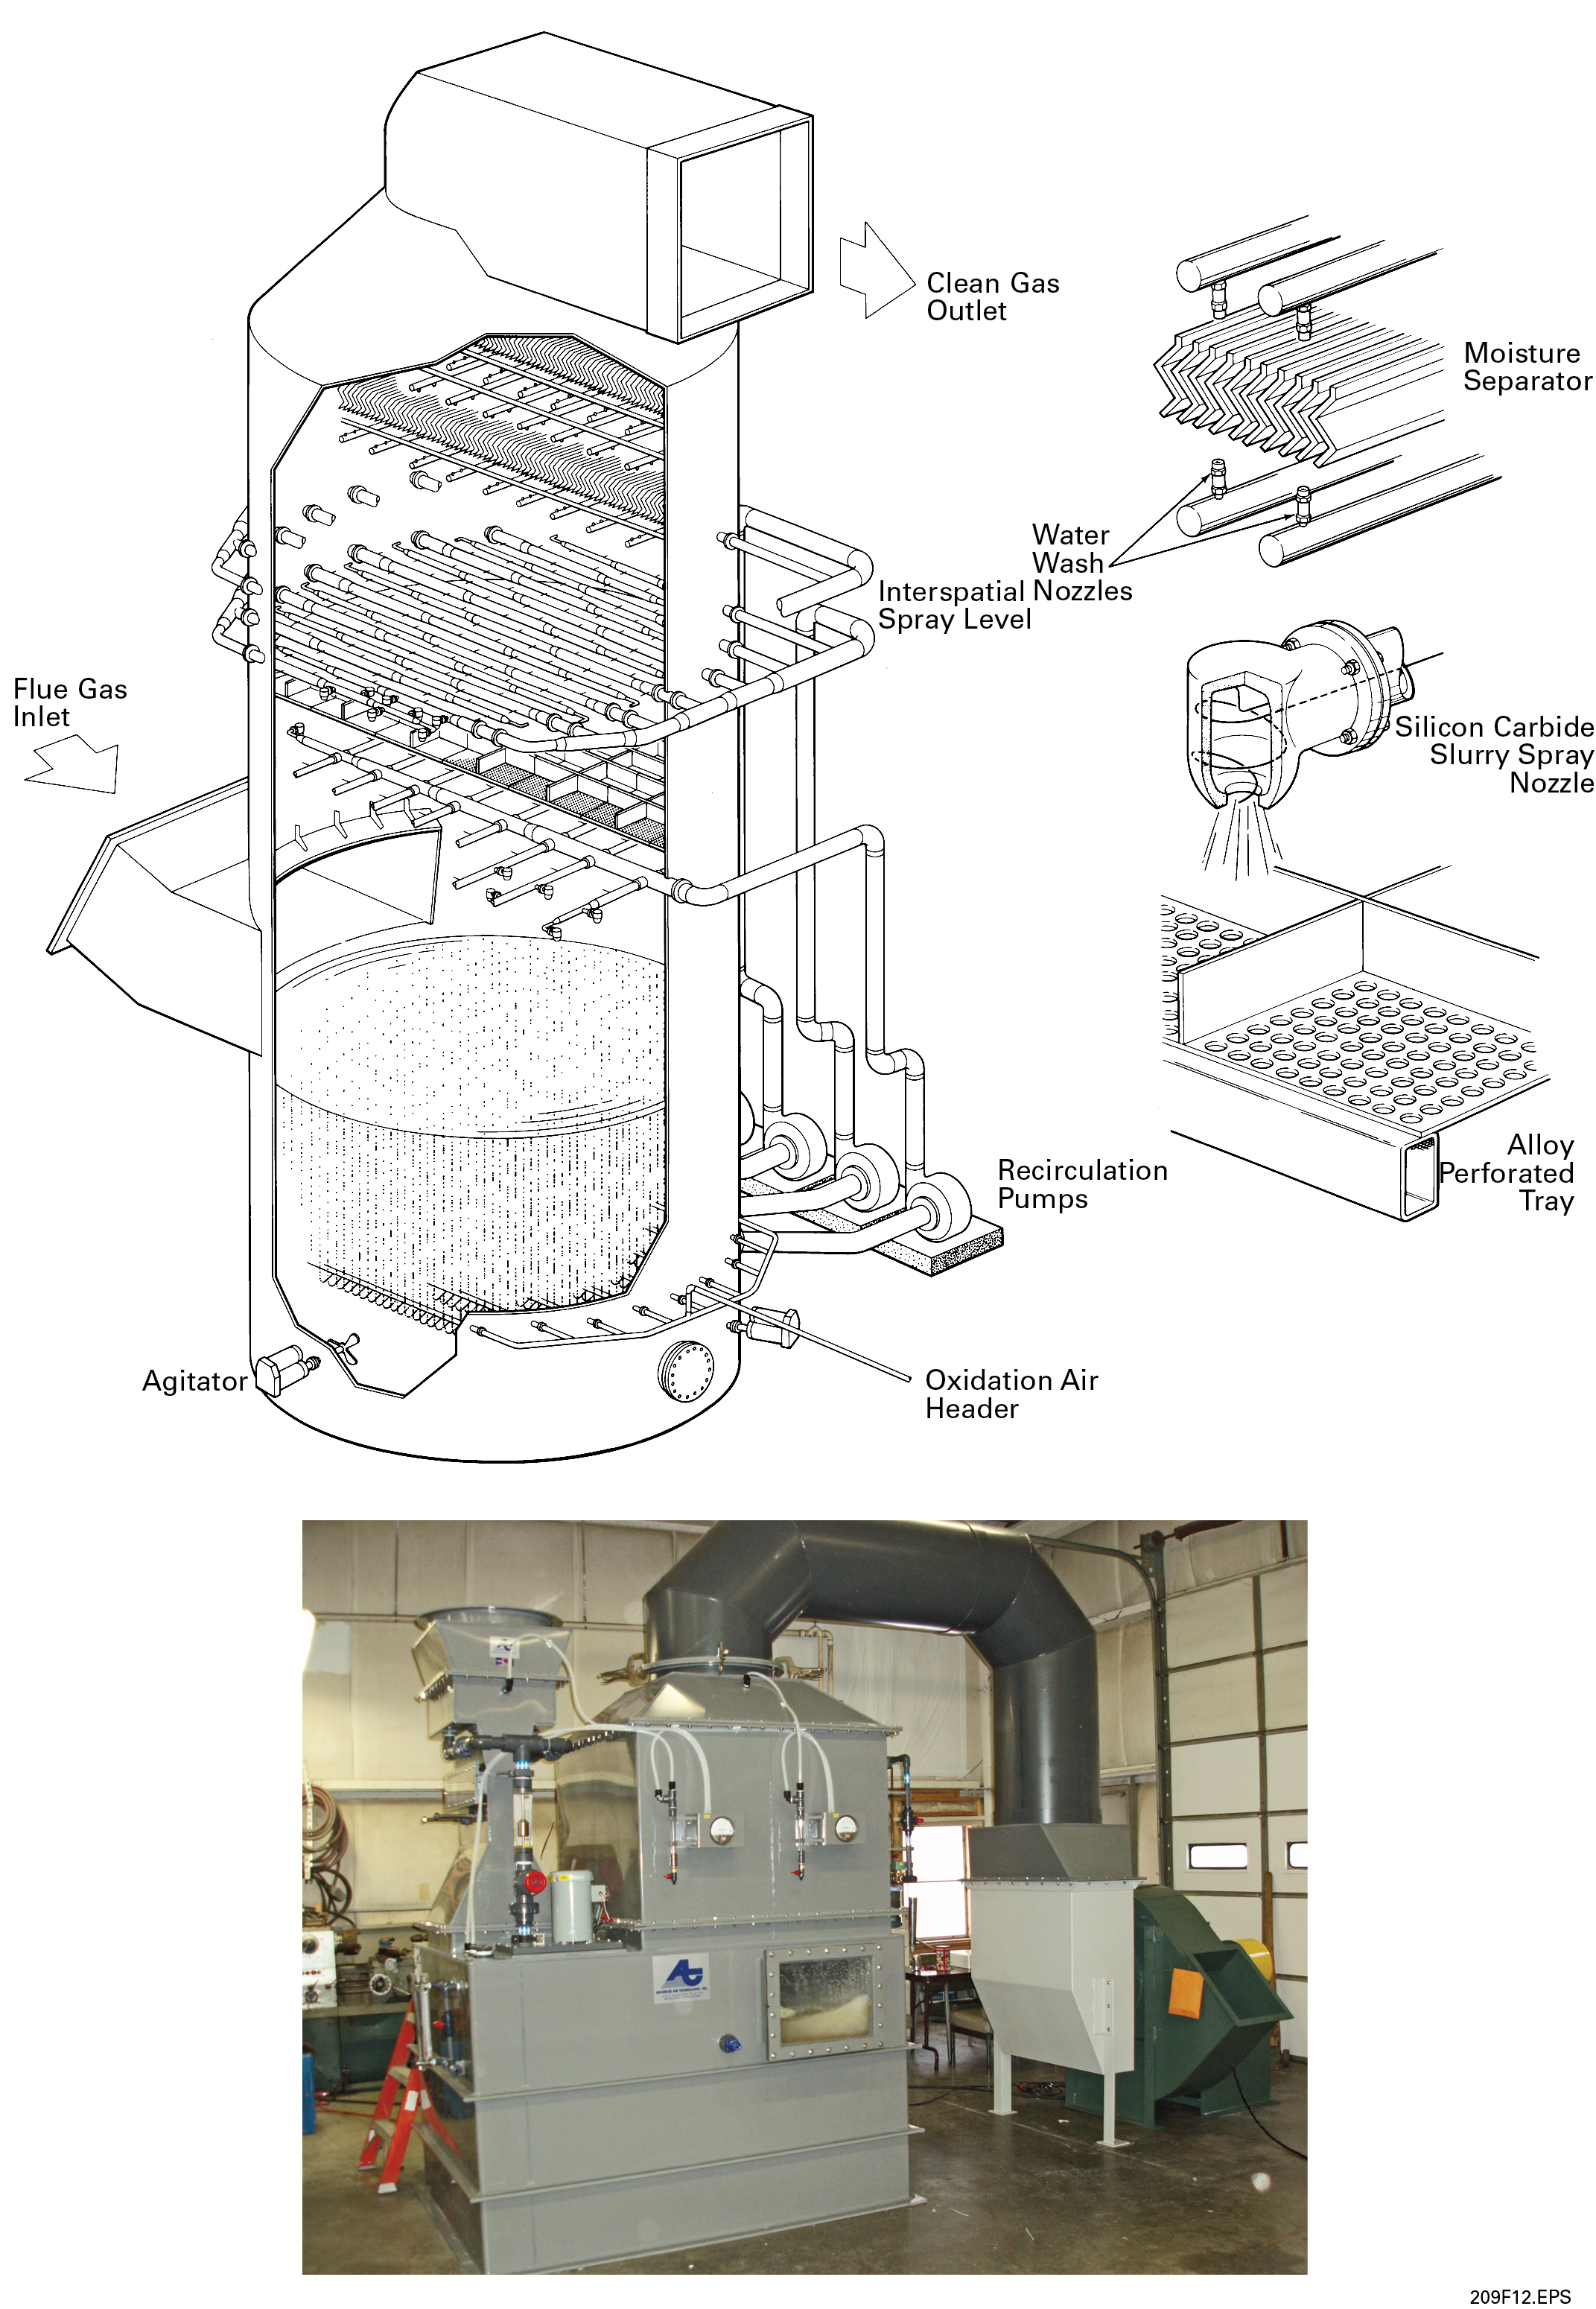 Clean Gas
Outlet
Moisture
Separator
Water
Wash
Nozzles
Interspatial
Spray Level
Flue Gas
Inlet
Silicon Carbide
Slurry Spray
Nozzle
Alloy
Perforated
Tray
Recirculation
Pumps
Agitator
Oxidation Air
Header
209F12.EPS